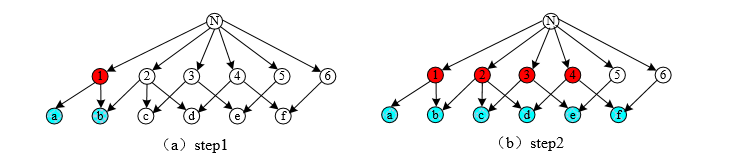 N N
1 2 3 4 5 6 1 2 3 4 5 6
a b c d e f a b c d e f
（a）step1 （b）step2